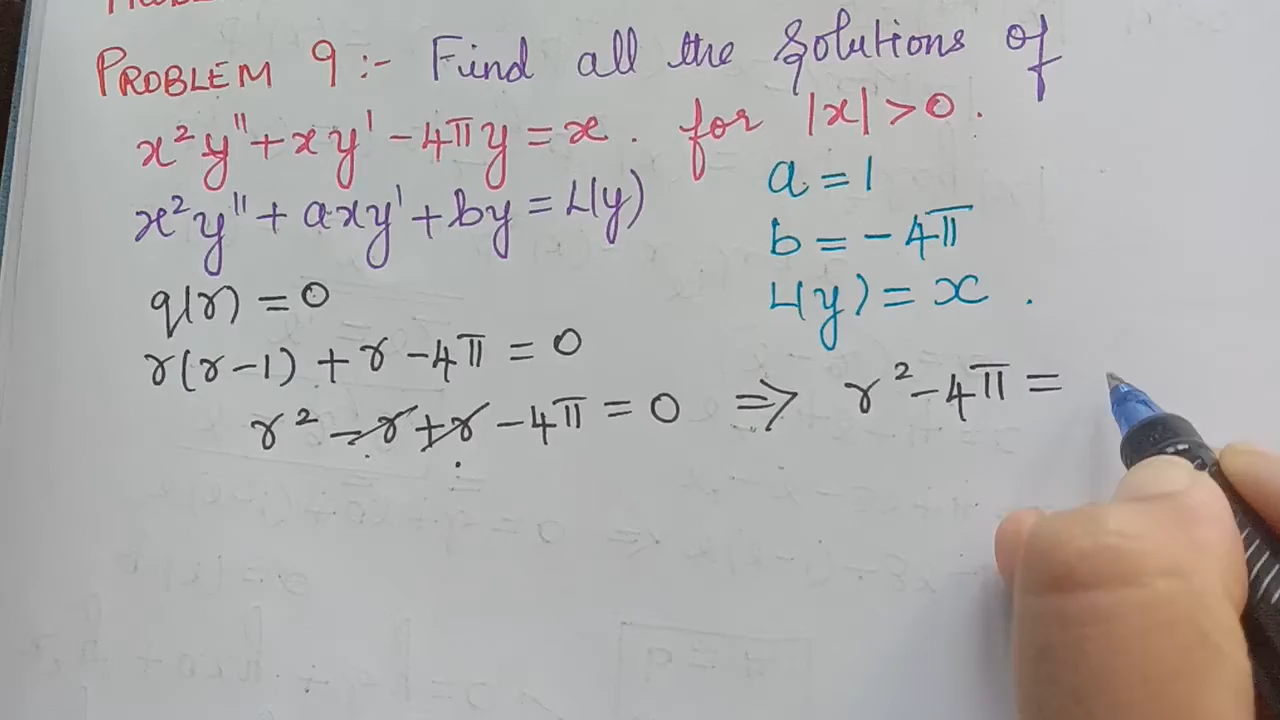 PROBLEM 9:- Find all the solutions of
x²y" + xy' - 4πy = x. for |x| > 0.
x²y" + axy' + by = L(y)
a = 1
b = -4π
L(y) = x.
q(r) = 0
r(r-1) + r - 4π = 0
r² - r + r - 4π = 0 ⇒ r² - 4π =